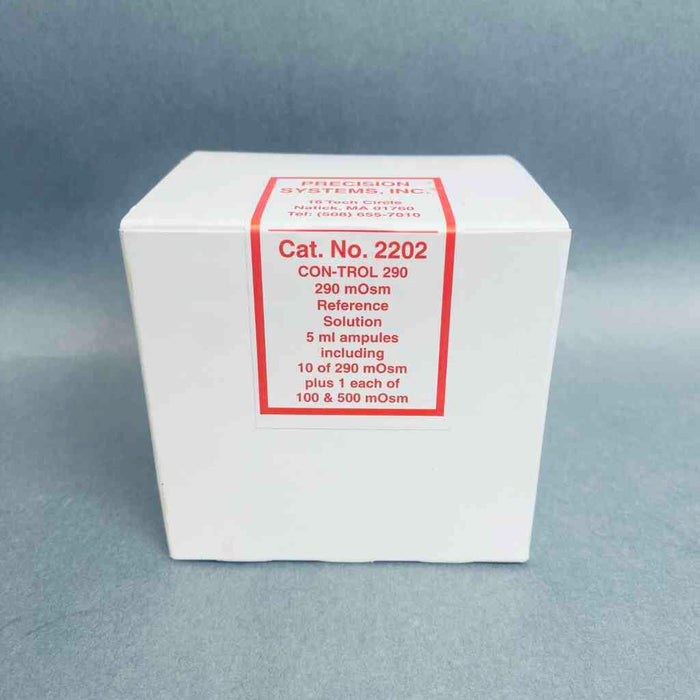 PRECISION
SYSTEMS, INC.
16 Tech Circle
Natick, MA 01760
Tel: (508) 655-7010
Cat. No. 2202
CON-TROL 290
290 mOsm
Reference
Solution
5 ml ampules
including
10 of 290 mOsm
plus 1 each of
100 & 500 mOsm